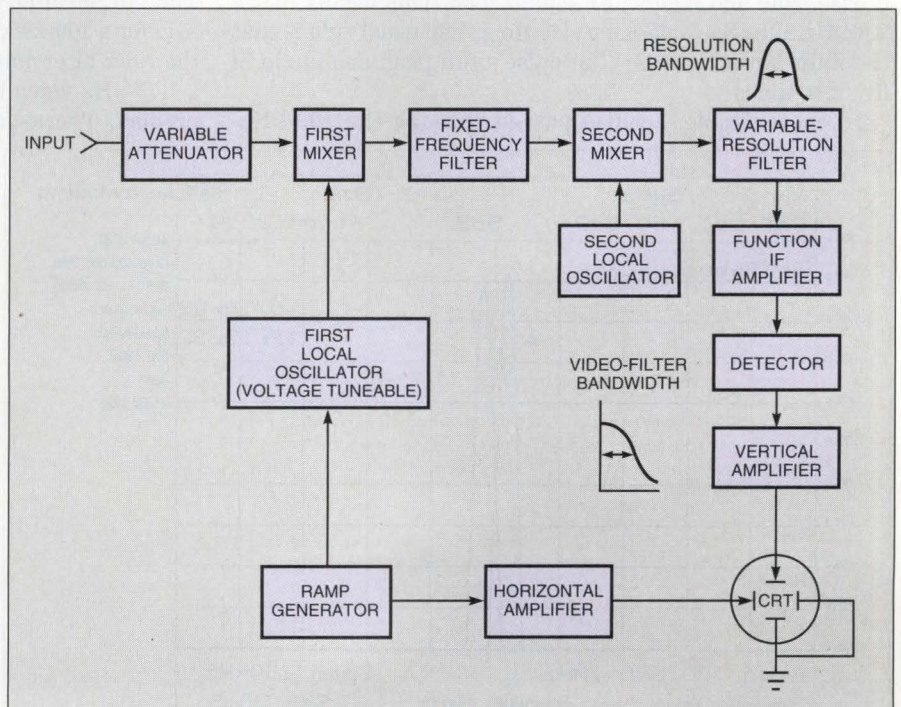 RESOLUTION
BANDWIDTH
INPUT
VARIABLE
ATTENUATOR
FIRST
MIXER
FIXED-
FREQUENCY
FILTER
SECOND
MIXER
VARIABLE-
RESOLUTION
FILTER
SECOND
LOCAL
OSCILLATOR
FUNCTION
IF
AMPLIFIER
FIRST
LOCAL
OSCILLATOR
(VOLTAGE TUNEABLE)
VIDEO-FILTER
BANDWIDTH
DETECTOR
VERTICAL
AMPLIFIER
RAMP
GENERATOR
HORIZONTAL
AMPLIFIER
CRT